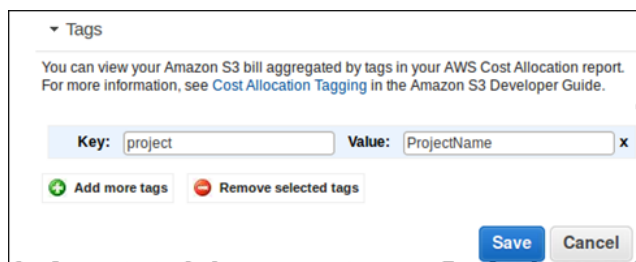 Tags
You can view your Amazon S3 bill aggregated by tags in your AWS Cost Allocation report.
For more information, see Cost Allocation Tagging in the Amazon S3 Developer Guide.
Key: project Value: ProjectName x
Add more tags Remove selected tags
Save Cancel